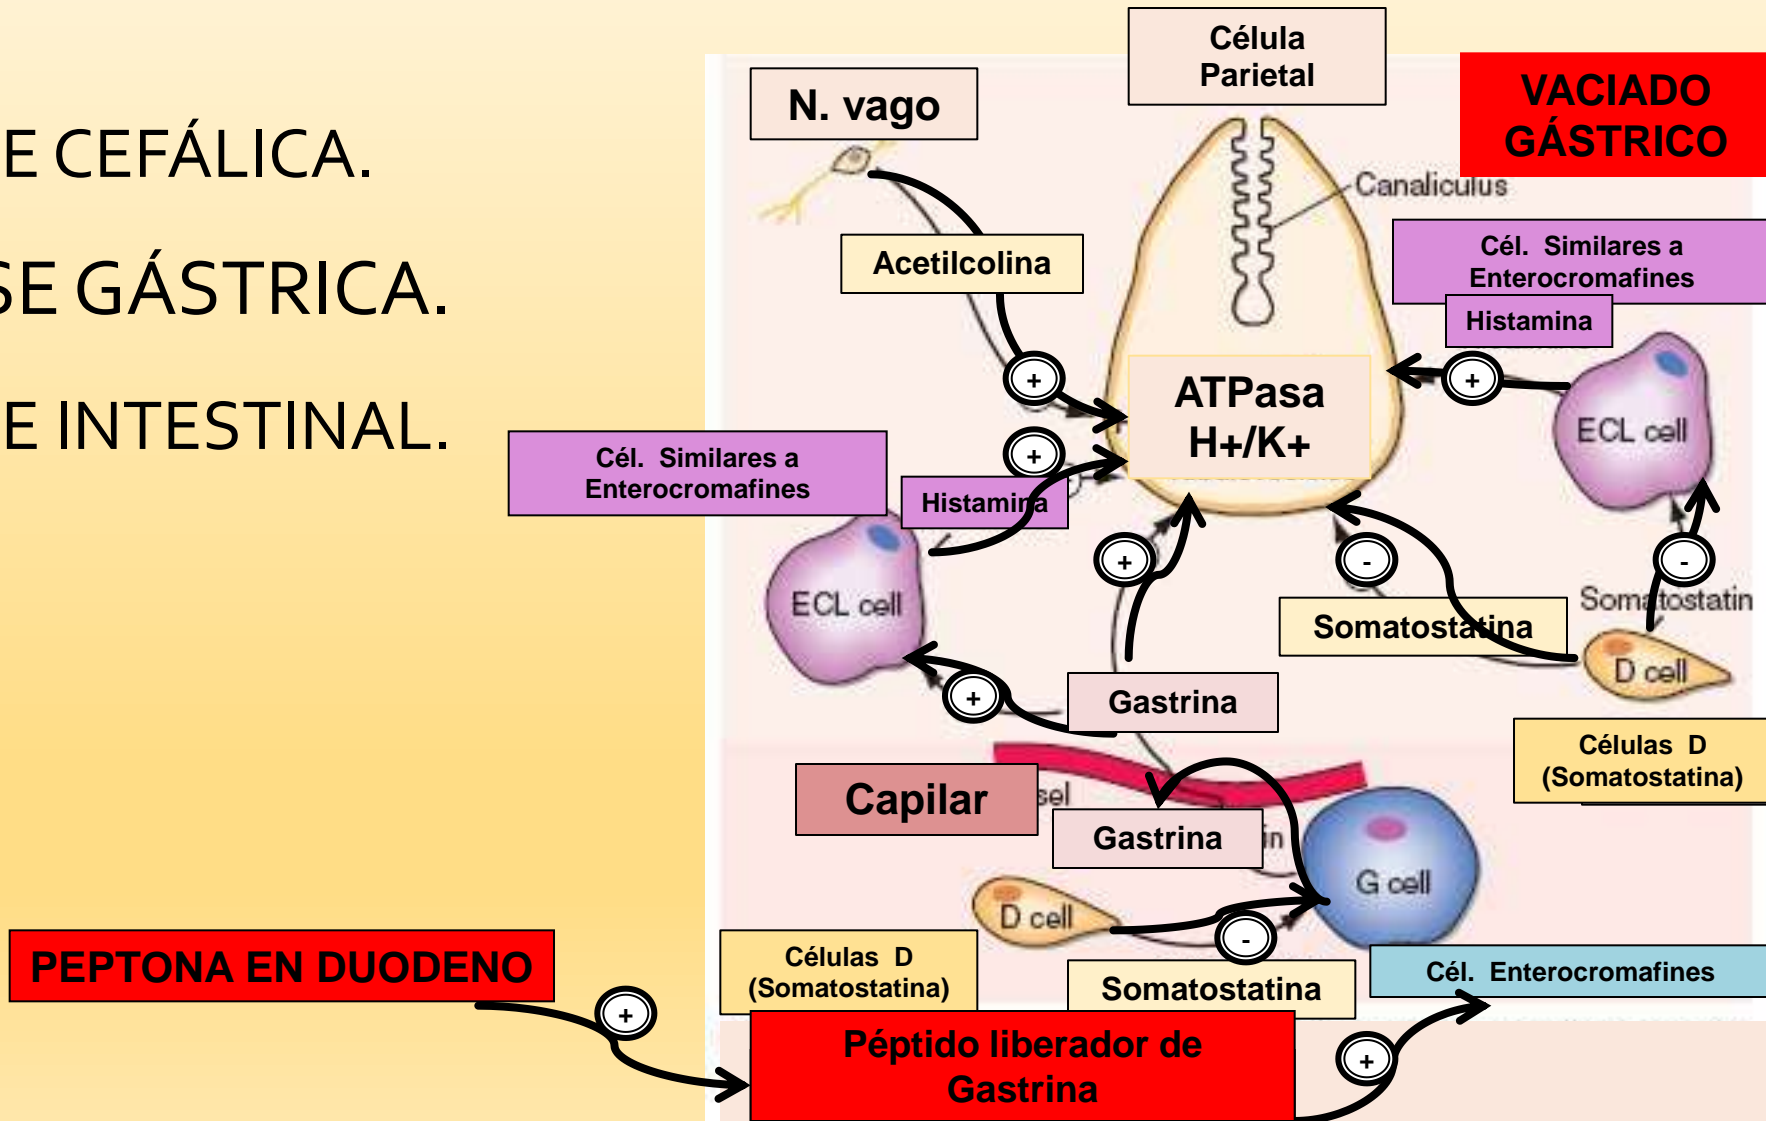 E CEFÁLICA.
SE GÁSTRICA.
E INTESTINAL.
N. vago
Célula
Parietal
VACIADO
GÁSTRICO
Canaliculus
Acetilcolina
Cél. Similares a
Enterocromafines
Histamina
+
+
ATPasa
H+/K+
ECL cell
Cél. Similares a
Enterocromafines
+
Histamina
+
-
-
ECL cell
Somatostatin
Somatostatina
D cell
+
Gastrina
Células D
(Somatostatina)
Capilar
sel
Gastrina
in
G cell
D cell
-
PEPTONA EN DUODENO
Células D
(Somatostatina)
Somatostatina
Cél. Enterocromafines
+
Péptido liberador de
Gastrina
+